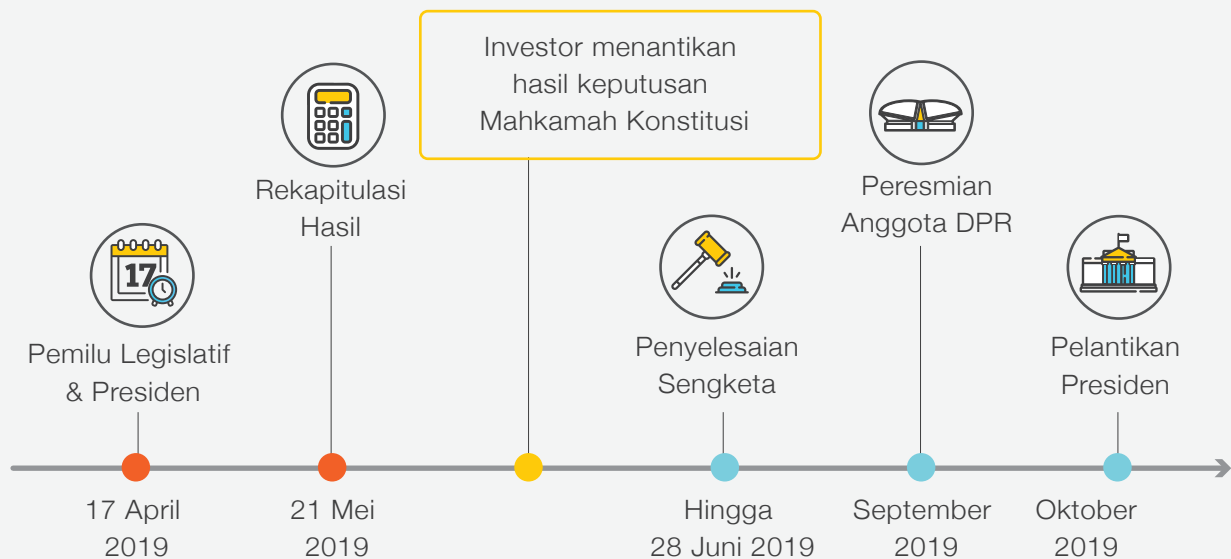 Investor menantikan
hasil keputusan
Mahkamah Konstitusi
Rekapitulasi
Hasil
Peresmian
Anggota DPR
17
Pemilu Legislatif
& Presiden
Penyelesaian
Sengketa
Pelantikan
Presiden
17 April
2019
21 Mei
2019
Hingga
28 Juni 2019
September
2019
Oktober
2019